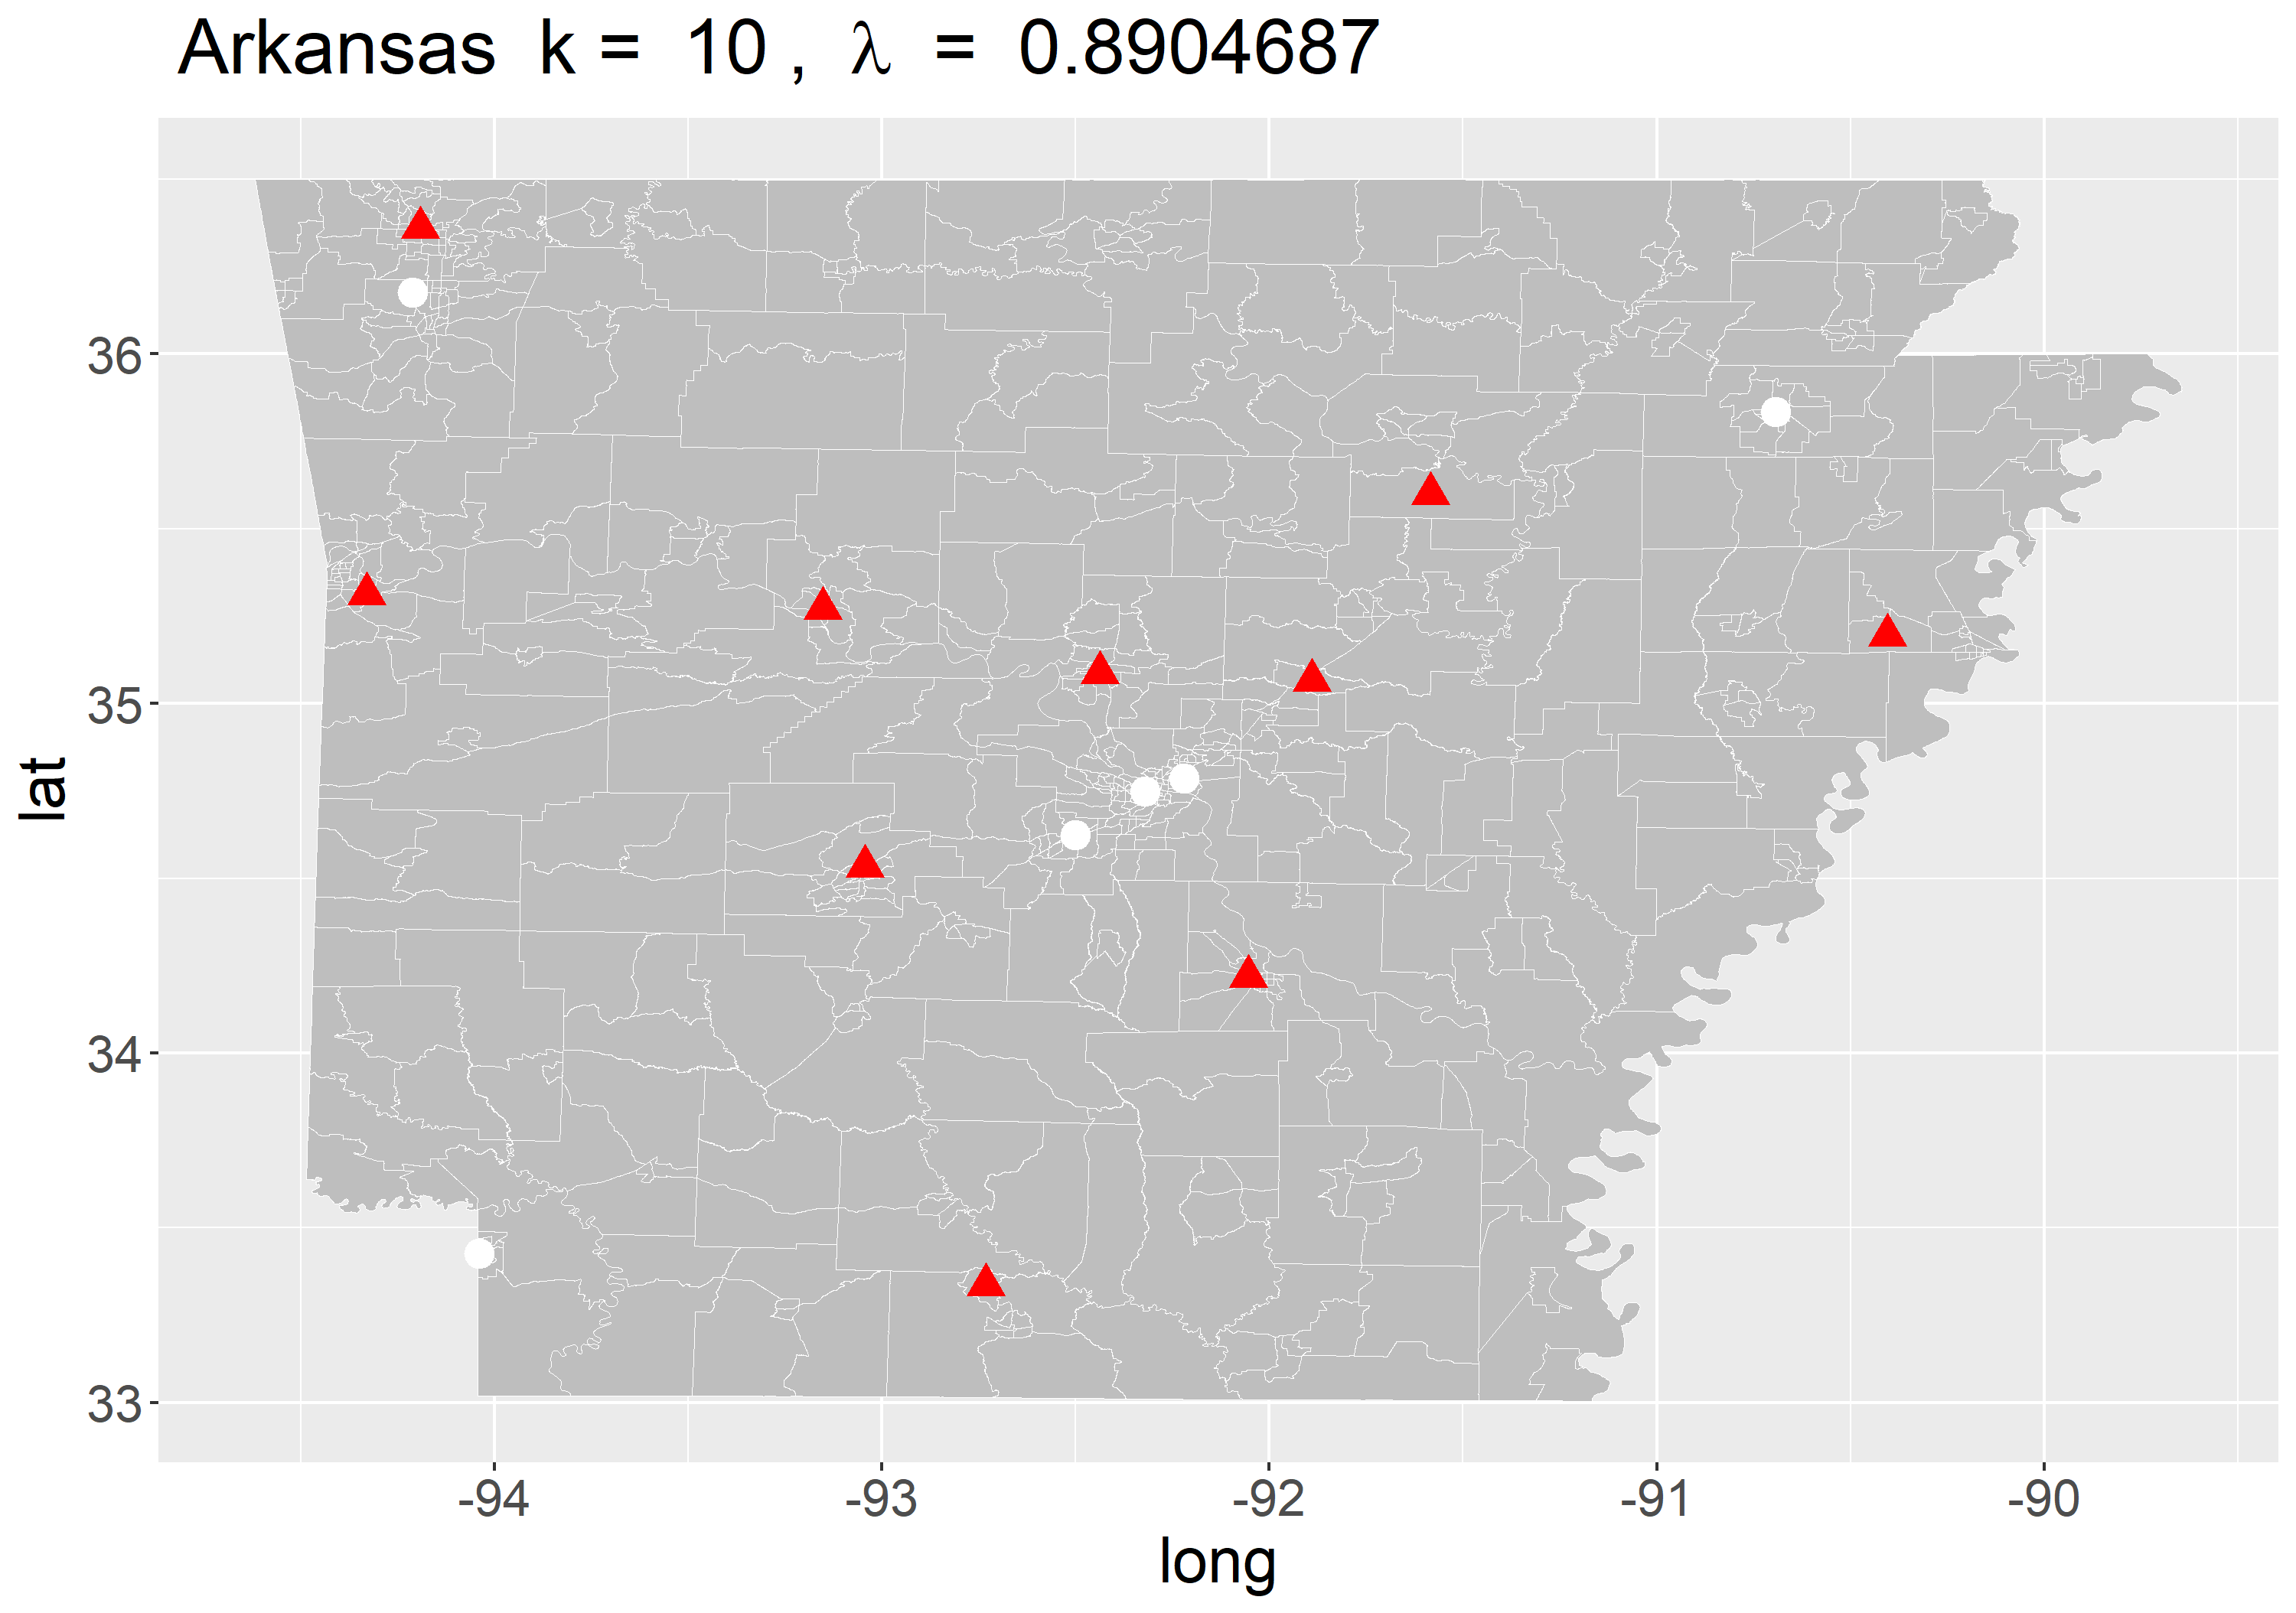 Arkansas k = 10 , λ = 0.8904687
36
35
34
33
lat
-94 -93 -92 -91 -90
long